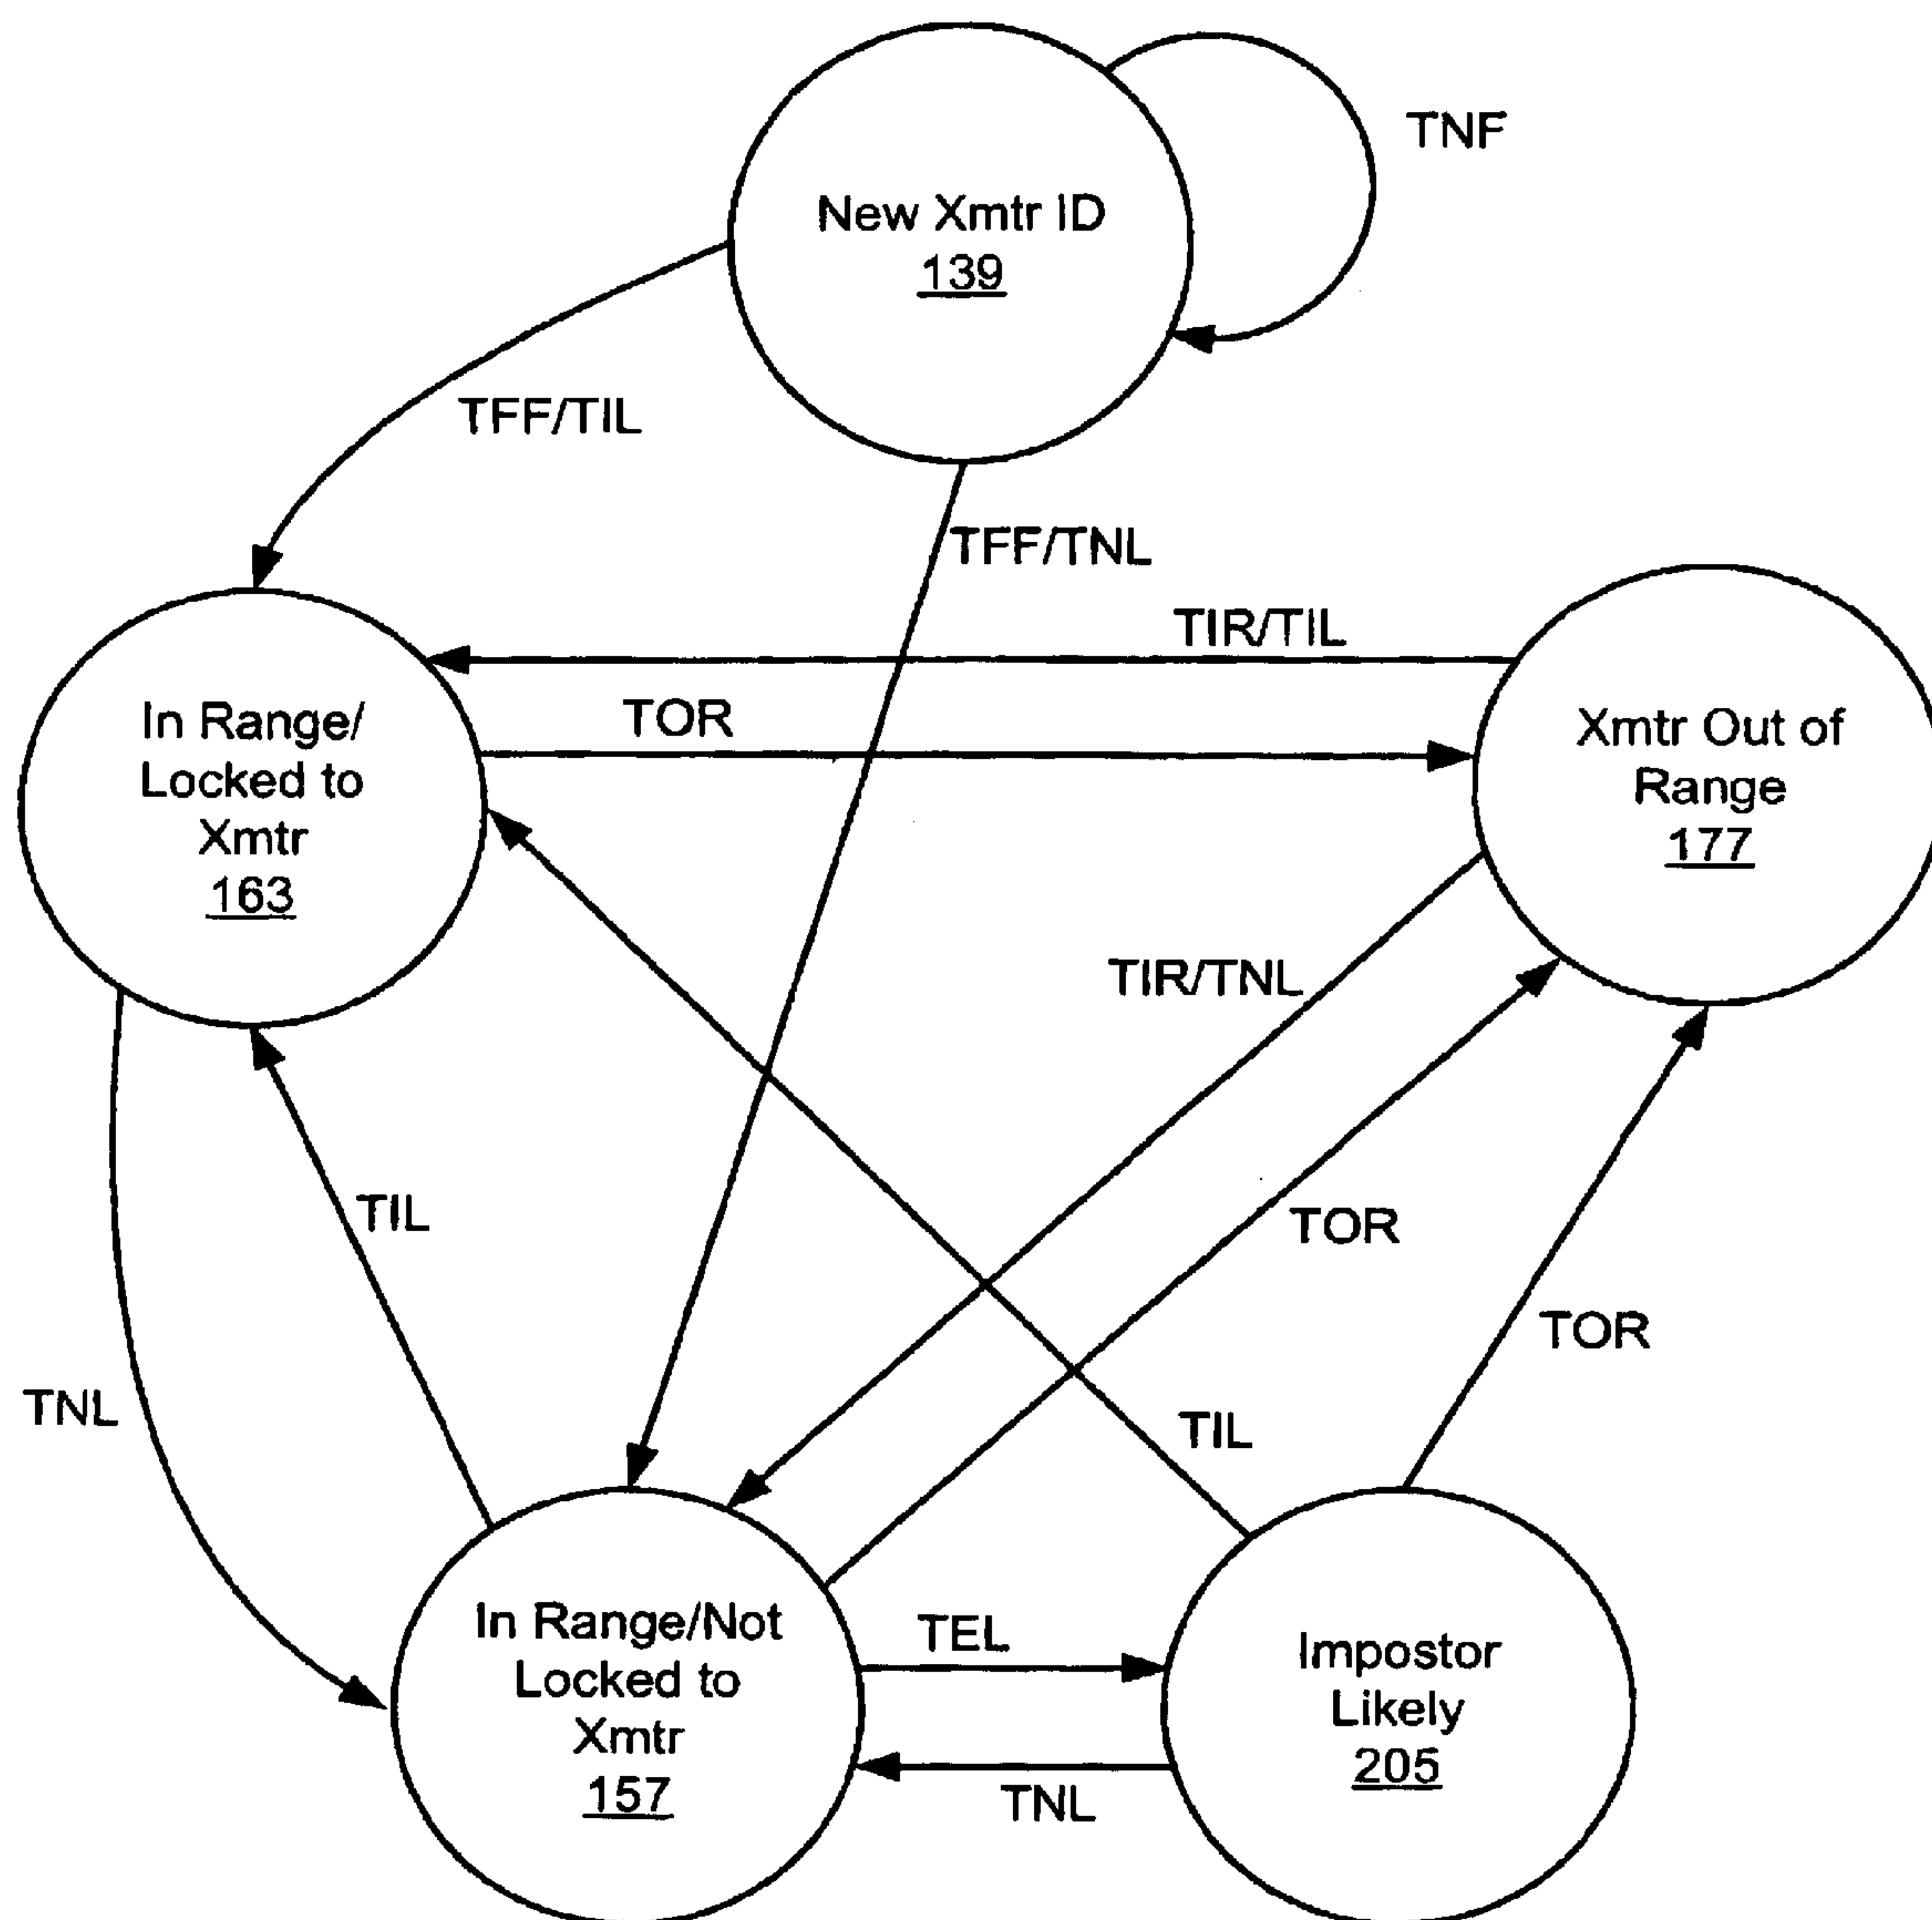 New Xmtr ID
139
TNF
TFF/TIL
TFF/TNL
TIR/TIL
TOR
In Range/
Locked to
Xmtr
163
Xmtr Out of
Range
177
TIR/TNL
TIL
TOR
TOR
TNL
TIL
In Range/Not
Locked to
Xmtr
157
TEL
TNL
Impostor
Likely
205